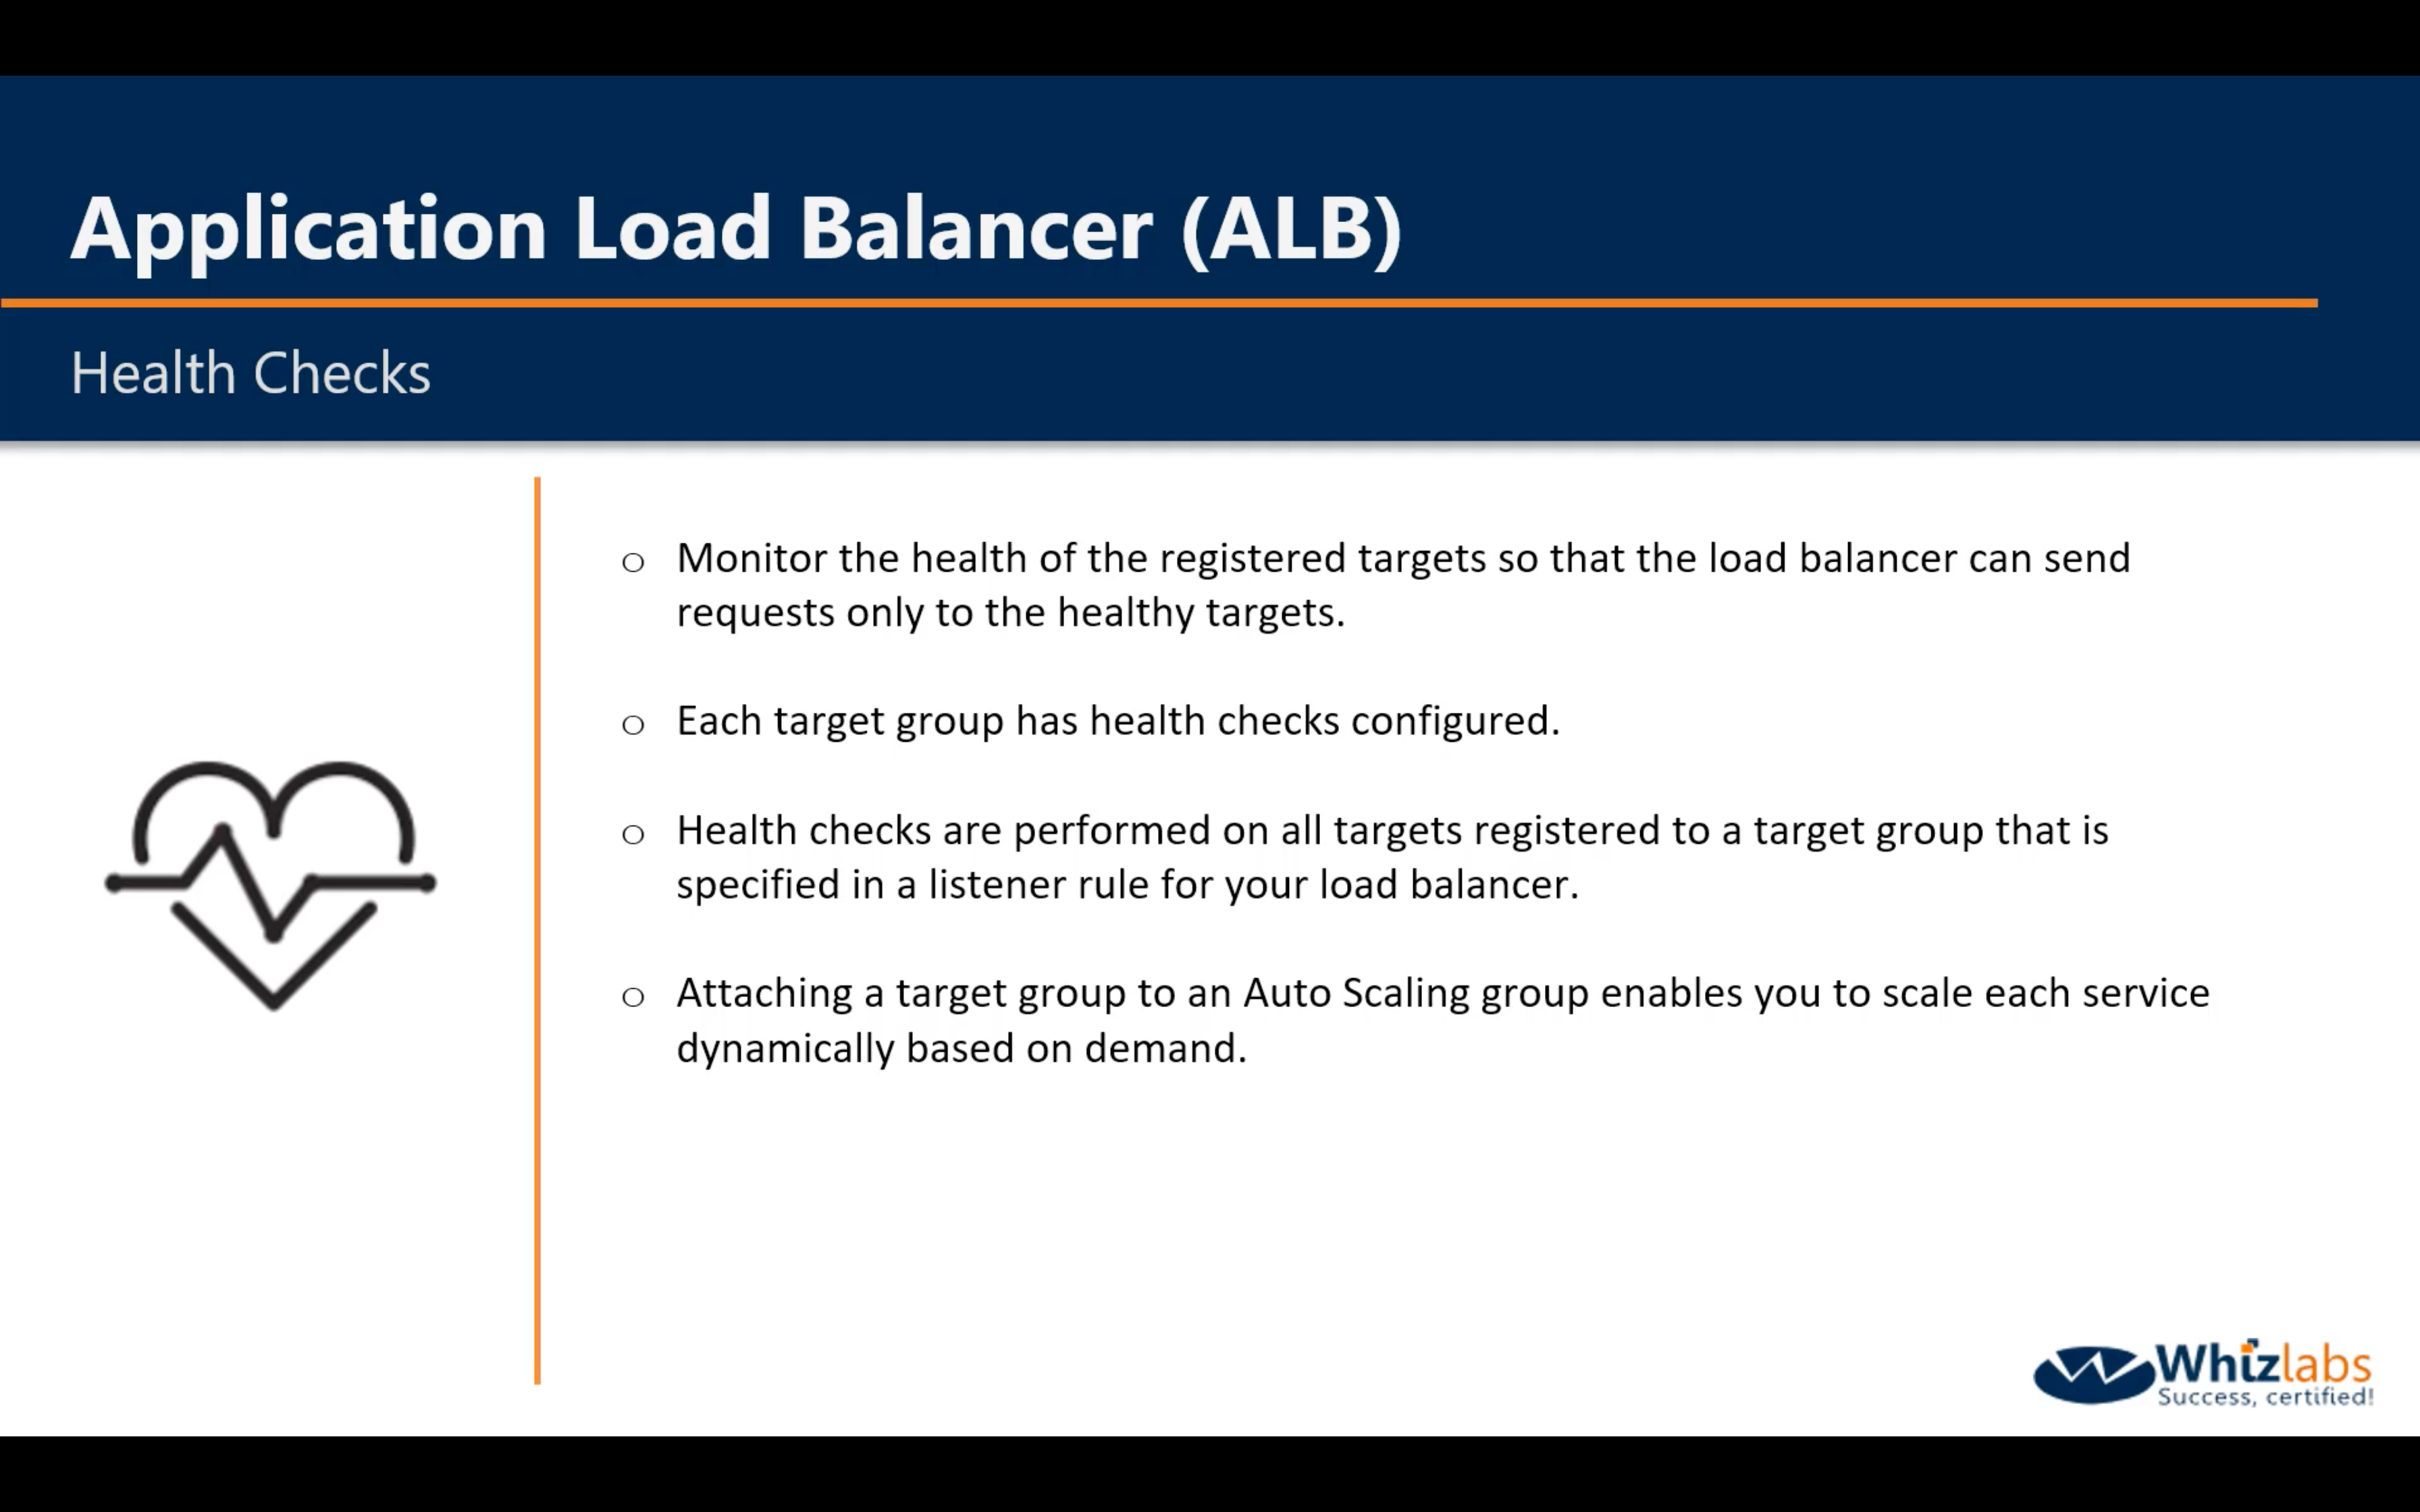 Application Load Balancer (ALB)
Health Checks
o Monitor the health of the registered targets so that the load balancer can send
requests only to the healthy targets.
o Each target group has health checks configured.
o Health checks are performed on all targets registered to a target group that is
specified in a listener rule for your load balancer.
o Attaching a target group to an Auto Scaling group enables you to scale each service
dynamically based on demand.
Whizlabs
Success, certified!